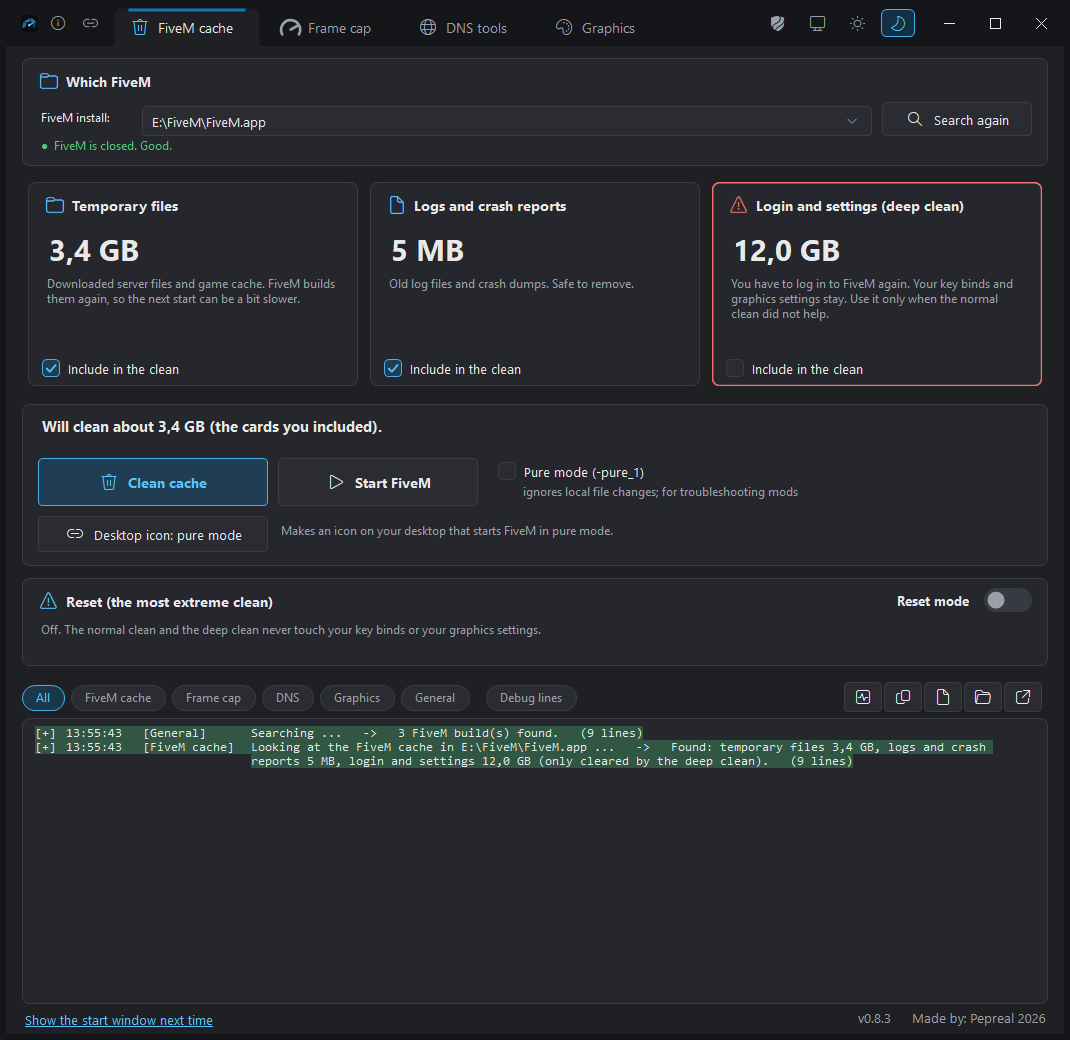 FiveM cache
Frame cap
DNS tools
Graphics
Which FiveM
FiveM install:
E:\FiveM\FiveM.app
Search again
FiveM is closed. Good.
Temporary files
3,4 GB
Downloaded server files and game cache. FiveM builds
them again, so the next start can be a bit slower.
Include in the clean
Logs and crash reports
5 MB
Old log files and crash dumps. Safe to remove.
Include in the clean
Login and settings (deep clean)
12,0 GB
You have to log in to FiveM again. Your key binds and
graphics settings stay. Use it only when the normal
clean did not help.
Include in the clean
Will clean about 3,4 GB (the cards you included).
Clean cache
Start FiveM
Pure mode (-pure_1)
ignores local file changes; for troubleshooting mods
Desktop icon: pure mode
Makes an icon on your desktop that starts FiveM in pure mode.
Reset (the most extreme clean)
Reset mode
Off. The normal clean and the deep clean never touch your key binds or your graphics settings.
All
FiveM cache
Frame cap
DNS
Graphics
General
Debug lines
[+] 13:55:43 [General] Searching ... -> 3 FiveM build(s) found. (9 lines)
[+] 13:55:43 [FiveM cache] Looking at the FiveM cache in E:\FiveM\FiveM.app ... -> Found: temporary files 3,4 GB, logs and crash
reports 5 MB, login and settings 12,0 GB (only cleared by the deep clean). (9 lines)
Show the start window next time
v0.8.3
Made by: Pepreal 2026